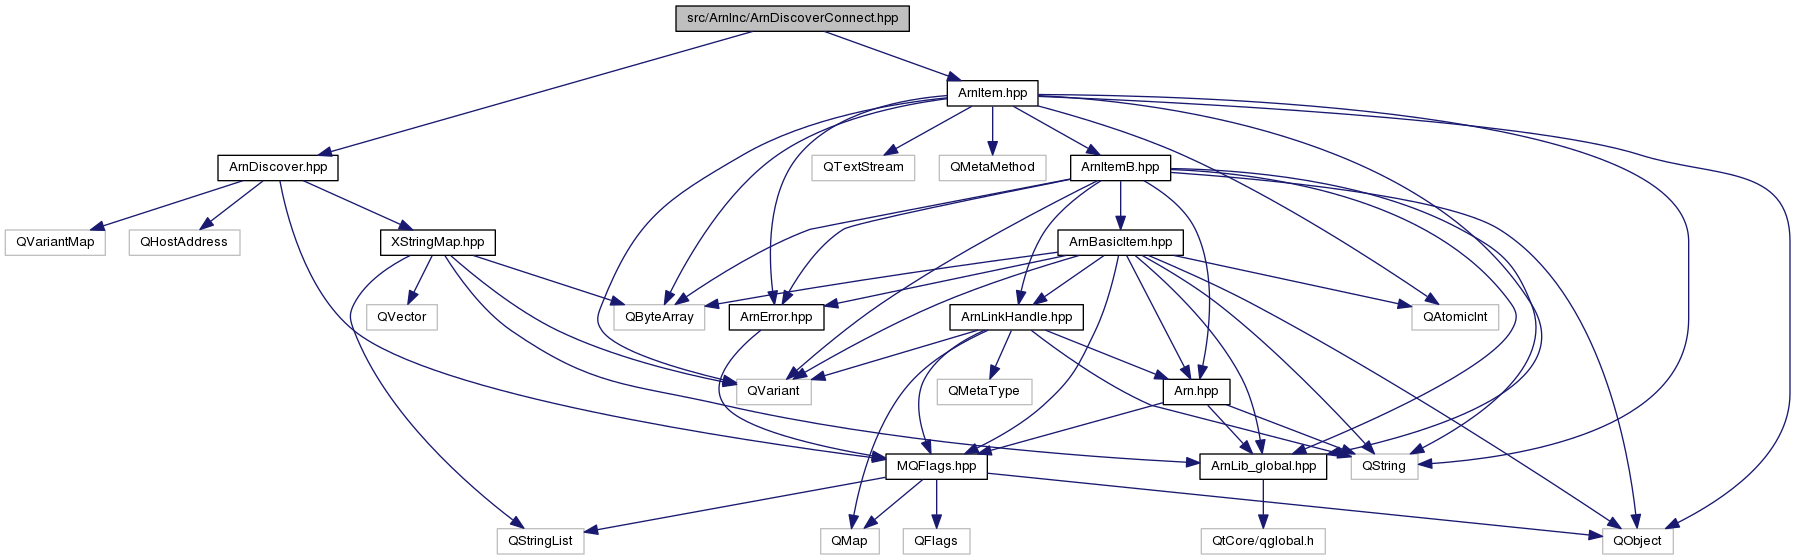 src/ArnInc/ArnDiscoverConnect.hpp
ArnItem.hpp
ArnDiscover.hpp
QTextStream
QMetaMethod
ArnItemB.hpp
QVariantMap
QHostAddress
XStringMap.hpp
ArnBasicItem.hpp
QVector
QByteArray
ArnError.hpp
ArnLinkHandle.hpp
QAtomicInt
QVariant
QMetaType
Arn.hpp
MQFlags.hpp
ArnLib_global.hpp
QString
QStringList
QMap
QFlags
QtCore/qglobal.h
QObject